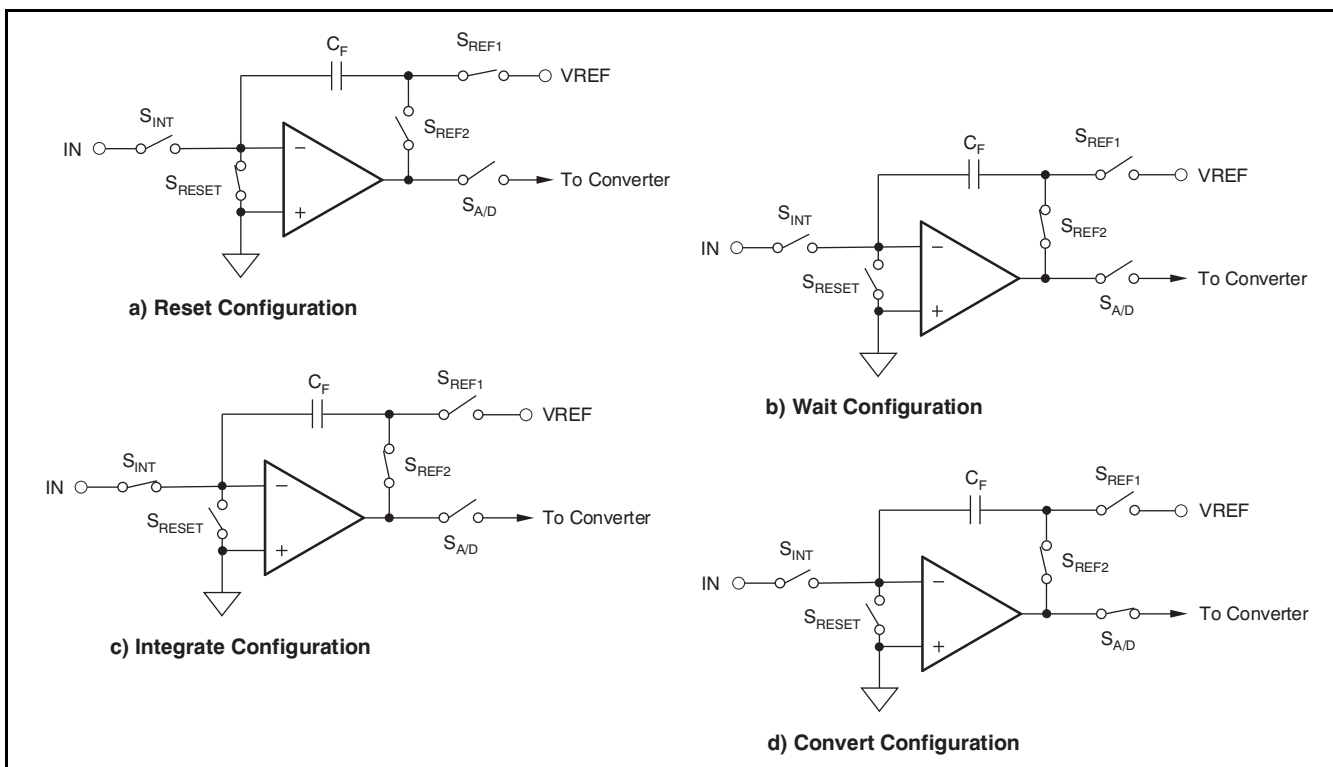 C_F
S_REF1
VREF
S_INT
S_REF2
IN
S_RESET
−
To Converter
+
S_A/D
a) Reset Configuration
C_F
S_REF1
VREF
S_INT
S_REF2
IN
S_RESET
−
To Converter
+
S_A/D
b) Wait Configuration
C_F
S_REF1
VREF
S_INT
S_REF2
IN
S_RESET
−
To Converter
+
S_A/D
c) Integrate Configuration
C_F
S_REF1
VREF
S_INT
S_REF2
IN
S_RESET
−
To Converter
+
S_A/D
d) Convert Configuration